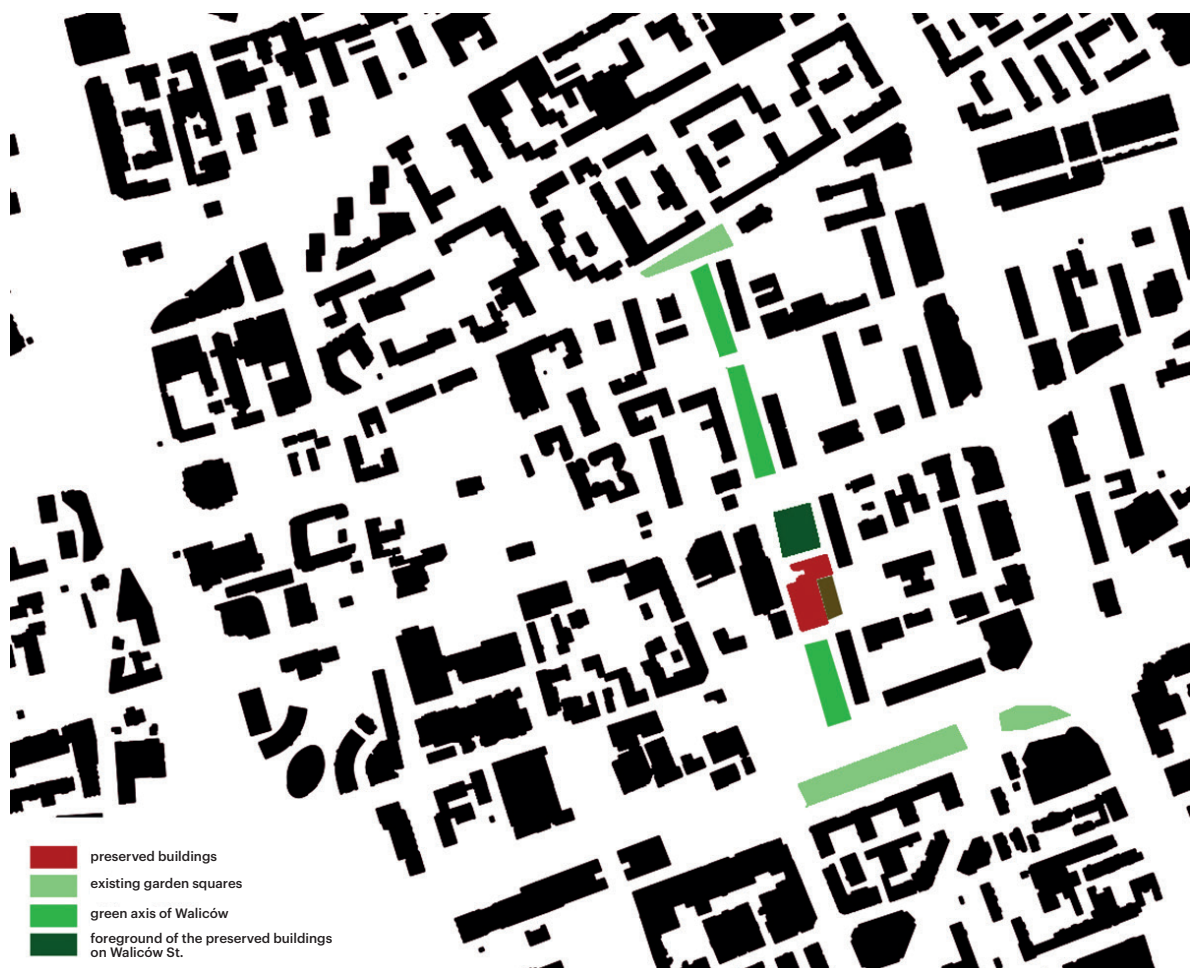 preserved buildings
existing garden squares
green axis of Waliców
foreground of the preserved buildings
on Waliców St.